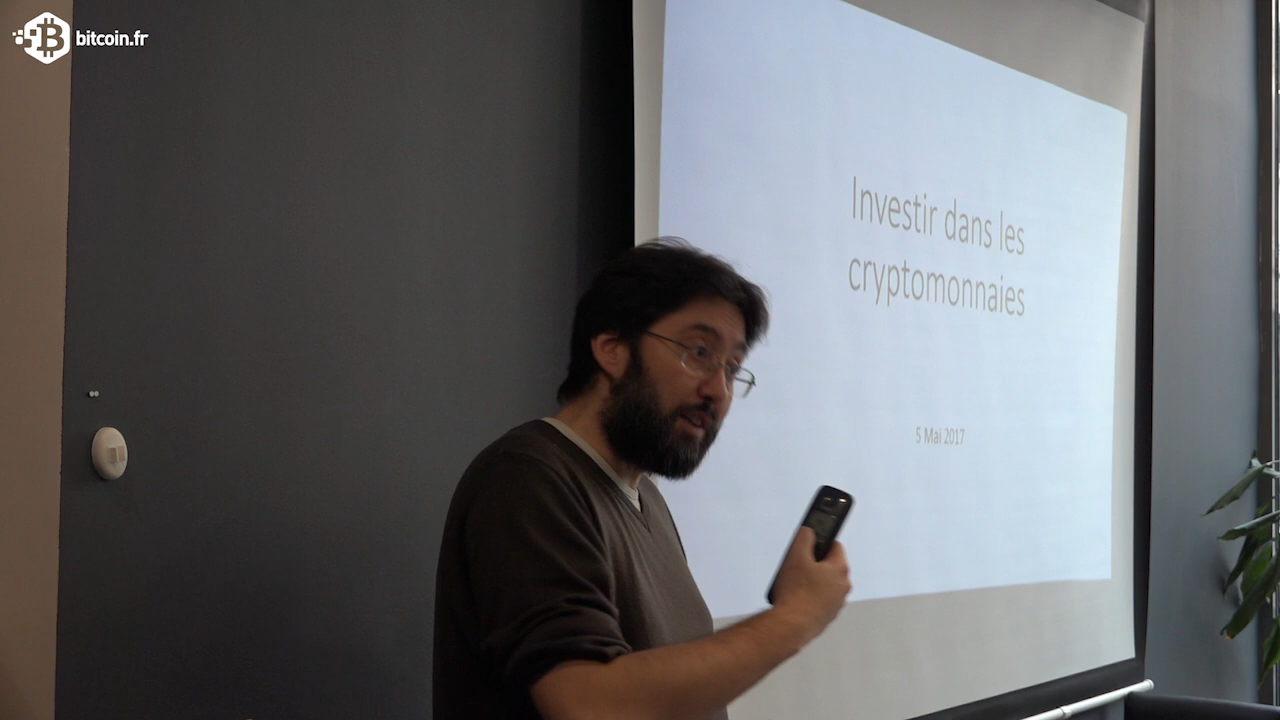 bitcoin.fr
Investir dans les
cryptomonnaies
5 Mai 2017